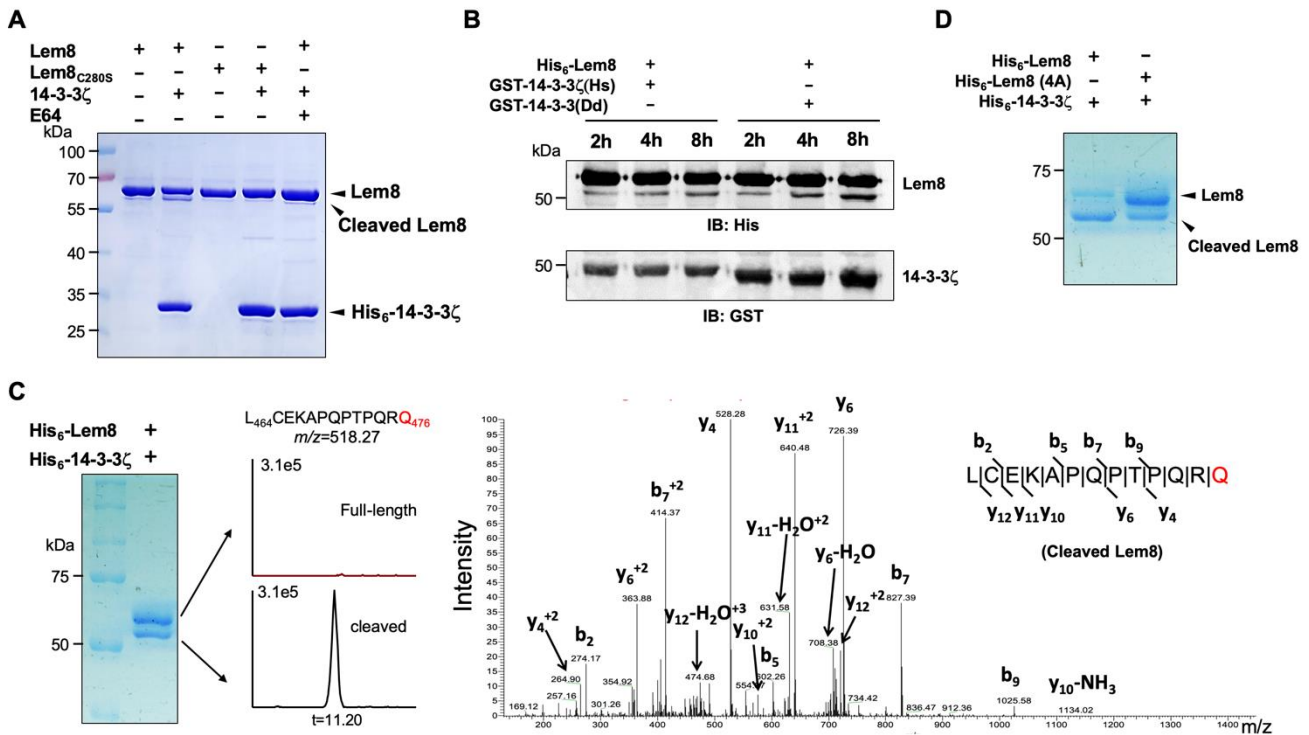 A
Lem8 + + − − +
Lem8C280S − − + + −
14-3-3ζ − + − + +
E64 − − − − +
kDa
100
70
55
40
35
25
Lem8
Cleaved Lem8
His6-14-3-3ζ
B
His6-Lem8 + +
GST-14-3-3ζ(Hs) + −
GST-14-3-3(Dd) − +
2h 4h 8h 2h 4h 8h
kDa
50
Lem8
IB: His
50
14-3-3ζ
IB: GST
D
His6-Lem8 + −
His6-Lem8 (4A) − +
His6-14-3-3ζ + +
75
50
Lem8
Cleaved Lem8
C
His6-Lem8 +
His6-14-3-3ζ +
kDa
75
50
L464CEKAPQPTPQRQ476
m/z=518.27
3.1e5
Full-length
3.1e5
cleaved
t=11.20
Intensity
100
95
90
85
80
75
70
65
60
55
50
45
40
35
30
25
20
15
10
5
0
y4
528.28
y11+2
640.48
y6
726.39
b7+2
414.37
y11-H2O+2
631.58
y6-H2O
708.38
y6+2
363.88
y12-H2O+3
474.68
y10+2
554
y12+2
b7
827.39
y4+2
264.90
b2
274.17
b5
602.26
169.12
257.16
301.26
354.92
734.42
836.47
912.36
b9
1025.58
y10-NH3
1134.02
200 300 400 500 600 700 800 900 1000 1100 1200 1300 1400
m/z
b2 b5 b7 b9
L|C|E|K|A|P|Q|P|T|P|Q|R|Q
y12 y11 y10 y6 y4
(Cleaved Lem8)